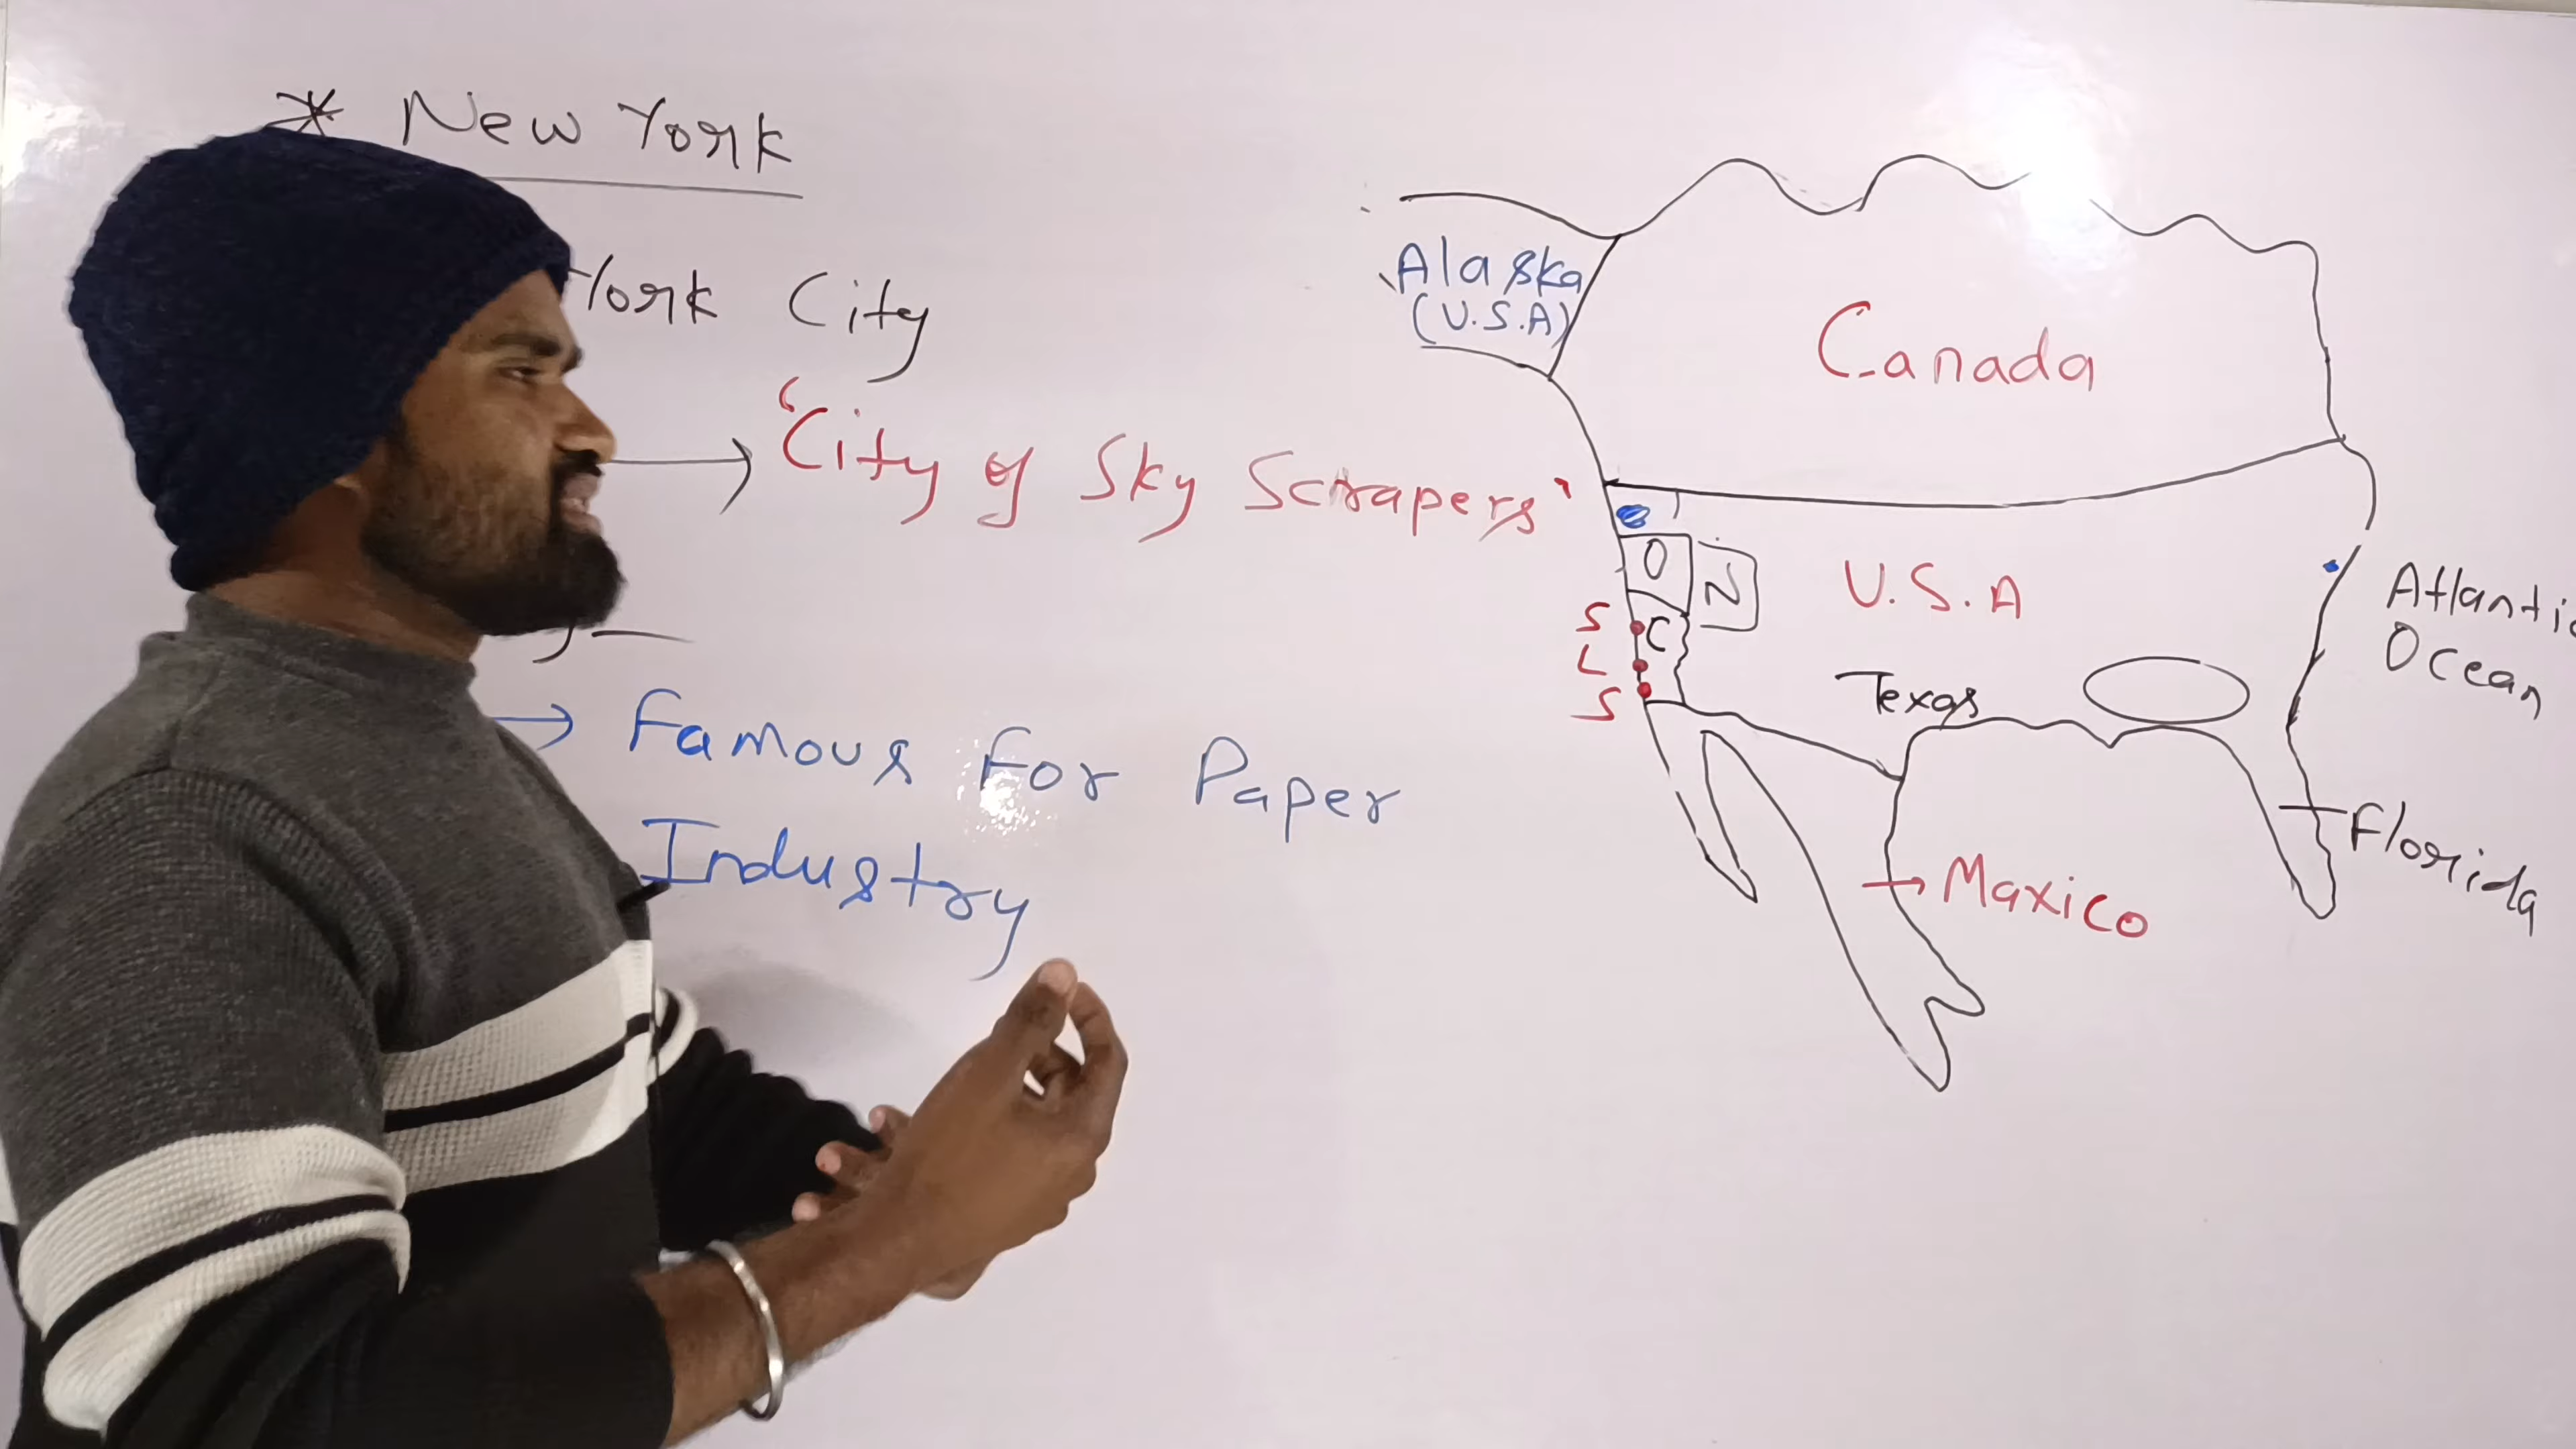 * New York
York City
'City of Sky Scrapers'
→ Famous For Paper
Industry
Alaska
(U.S.A)
Canada
O
N
U.S.A
S
C
L
S
Texas
Atlantic
Ocean
Florida
Maxico